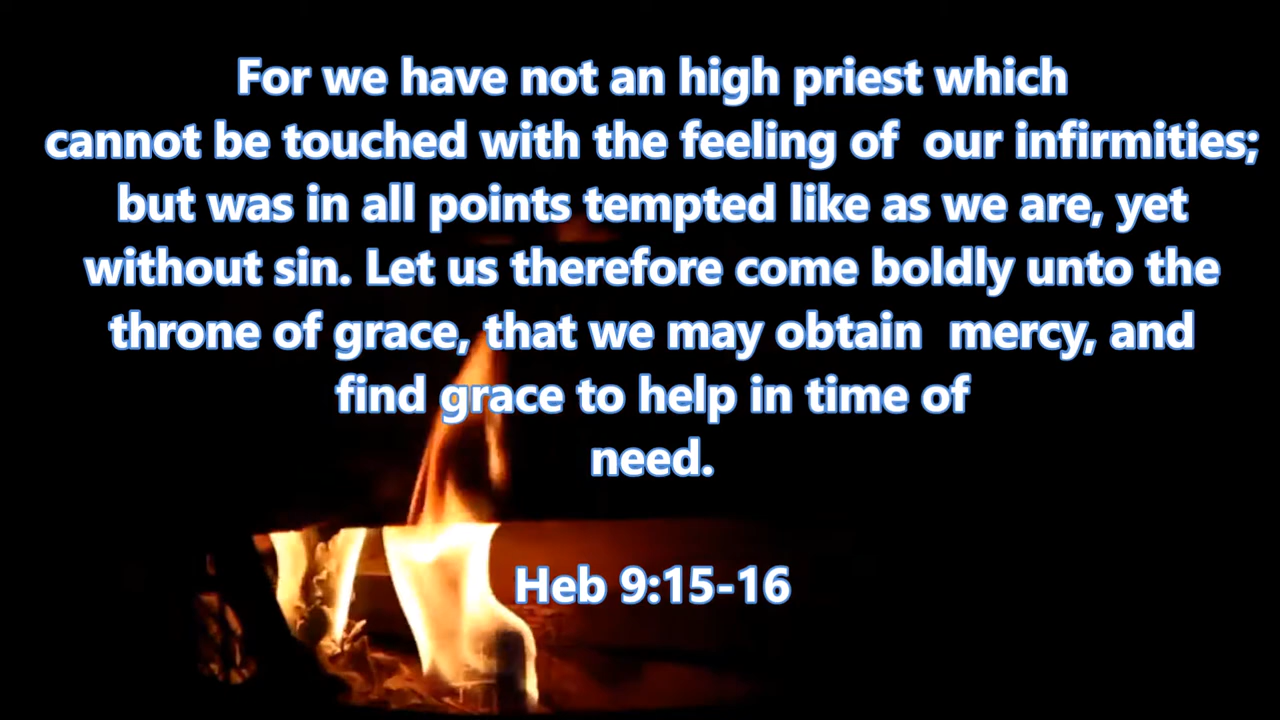 For we have not an high priest which
cannot be touched with the feeling of  our infirmities;
but was in all points tempted like as we are, yet
without sin. Let us therefore come boldly unto the
throne of grace, that we may obtain  mercy, and
find grace to help in time of
need.
Heb 9:15-16